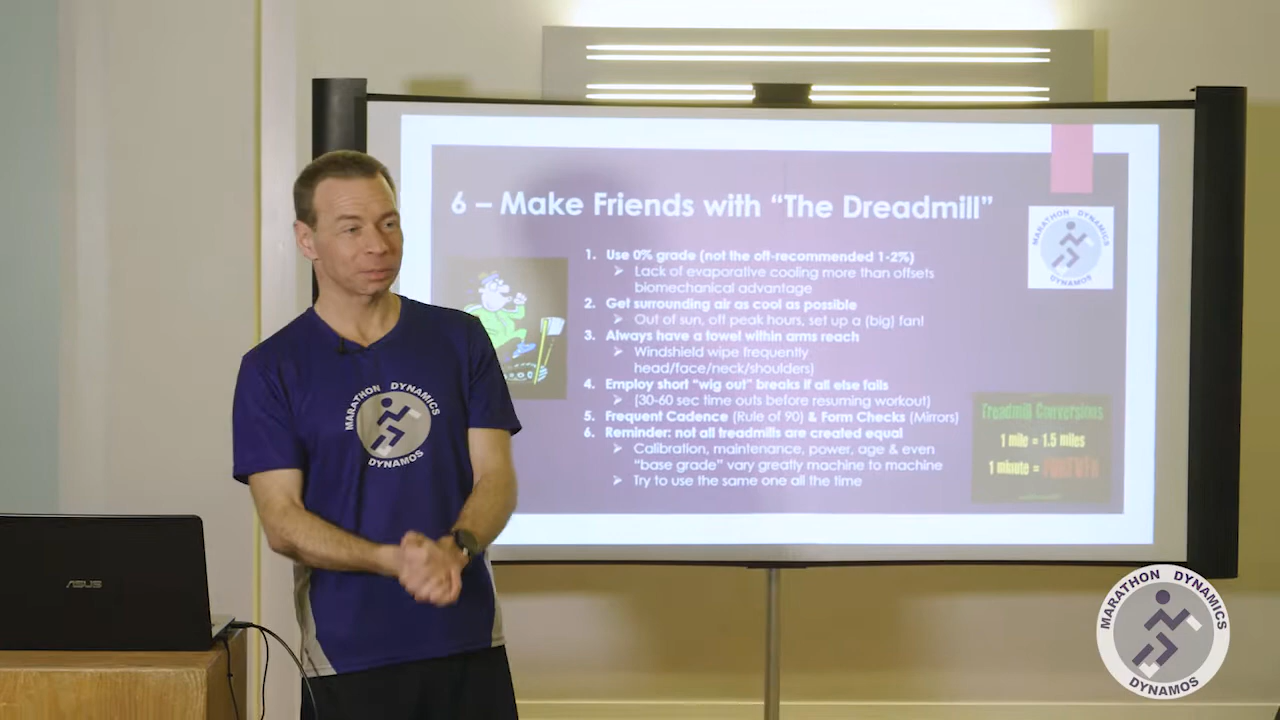 6 – Make Friends with “The Dreadmill”
MARATHON DYNAMICS
DYNAMOS
1. Use 0% grade (not the oft-recommended 1-2%)
Lack of evaporative cooling more than offsets
biomechanical advantage
2. Get surrounding air as cool as possible
Out of sun, off peak hours, set up a (big) fan!
3. Always have a towel within arms reach
Windshield wipe frequently
head/face/neck/shoulders)
4. Employ short “wig out” breaks if all else fails
(30-60 sec time outs before resuming workout)
5. Frequent Cadence (Rule of 90) & Form Checks (Mirrors)
6. Reminder: not all treadmills are created equal
Calibration, maintenance, power, age & even
“base grade” vary greatly machine to machine
Try to use the same one all the time
Treadmill Conversions
1 mile = 1.5 miles
1 minute =
MARATHON DYNAMICS
DYNAMOS
ASUS
MARATHON DYNAMICS
DYNAMOS